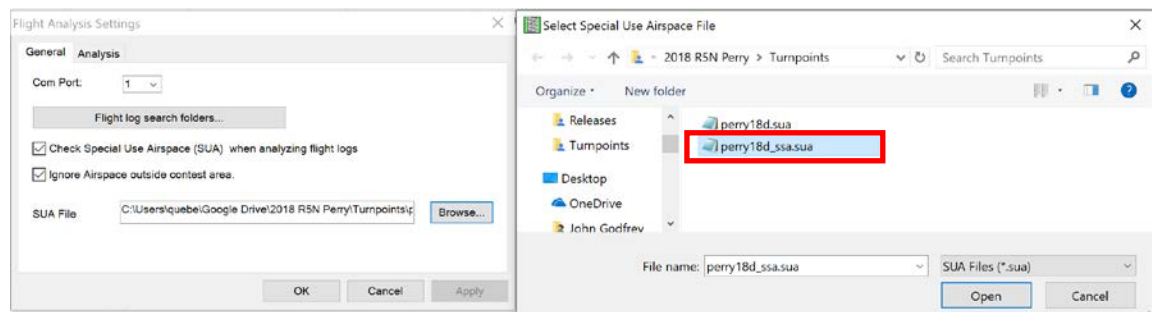 Flight Analysis Settings
General Analysis
Com Port: 1
Flight log search folders...
Check Special Use Airspace (SUA) when analyzing flight logs
Ignore Airspace outside contest area.
SUA File C:\Users\quebe\Google Drive\2018 R5N Perry\Turnpoints\p Browse...
OK Cancel Apply
Select Special Use Airspace File
2018 R5N Perry > Turnpoints Search Turnpoints
Organize New folder
Releases
Turnpoints
Desktop
OneDrive
John Godfrey
perry18d.sua
perry18d_ssa.sua
File name: perry18d_ssa.sua SUA Files (*.sua)
Open Cancel